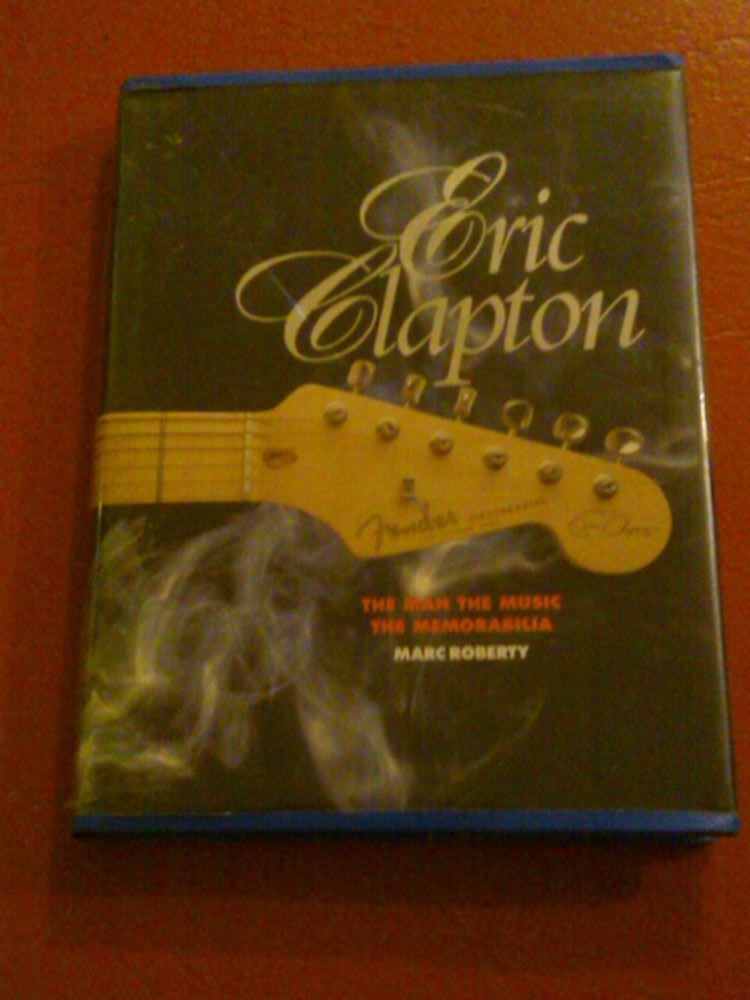 Eric
Clapton
Fender
THE MAN THE MUSIC
THE MEMORABILIA
MARC ROBERTY